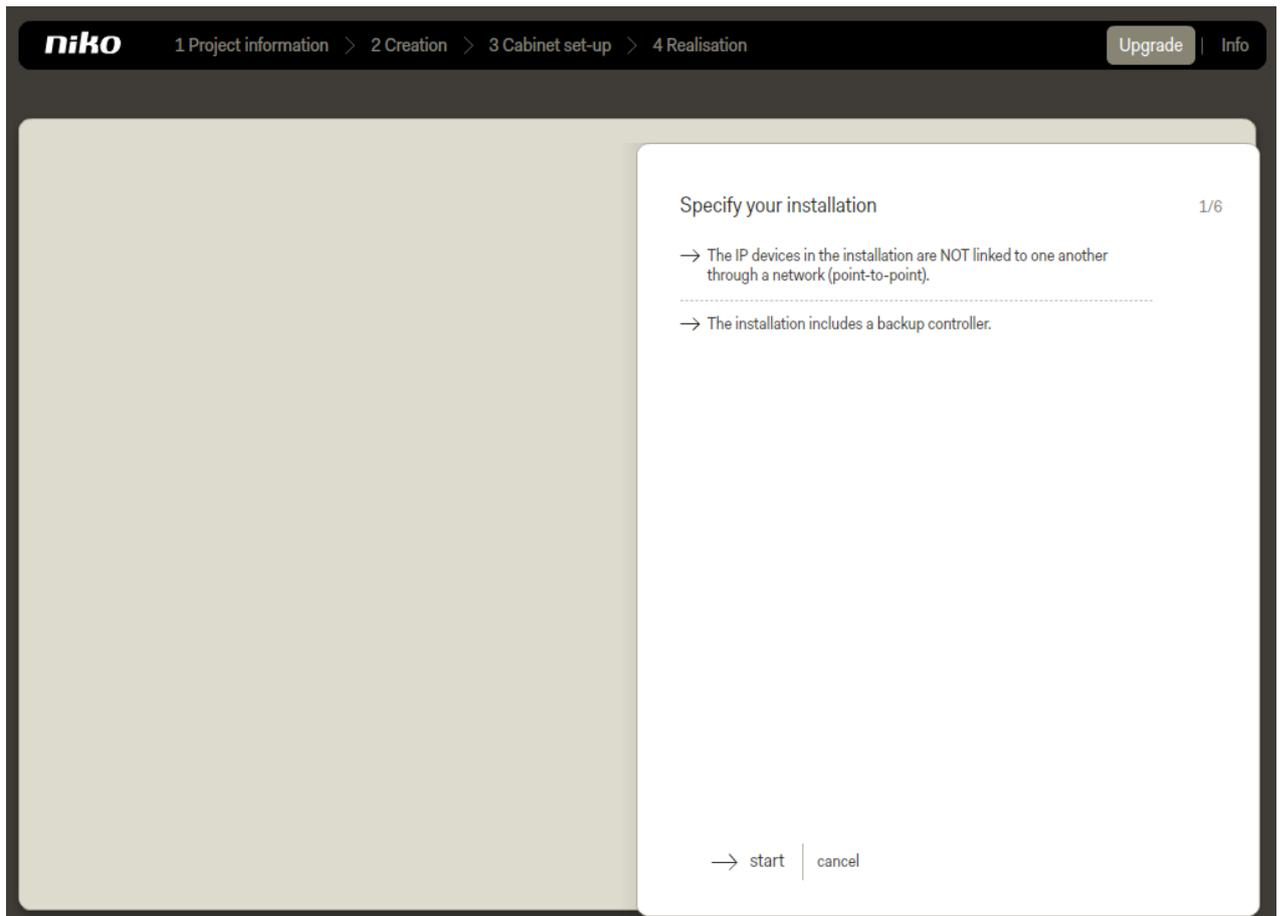 niko 1 Project information 2 Creation 3 Cabinet set-up 4 Realisation Upgrade | Info
Specify your installation 1/6
The IP devices in the installation are NOT linked to one another
through a network (point-to-point).
The installation includes a backup controller.
start cancel